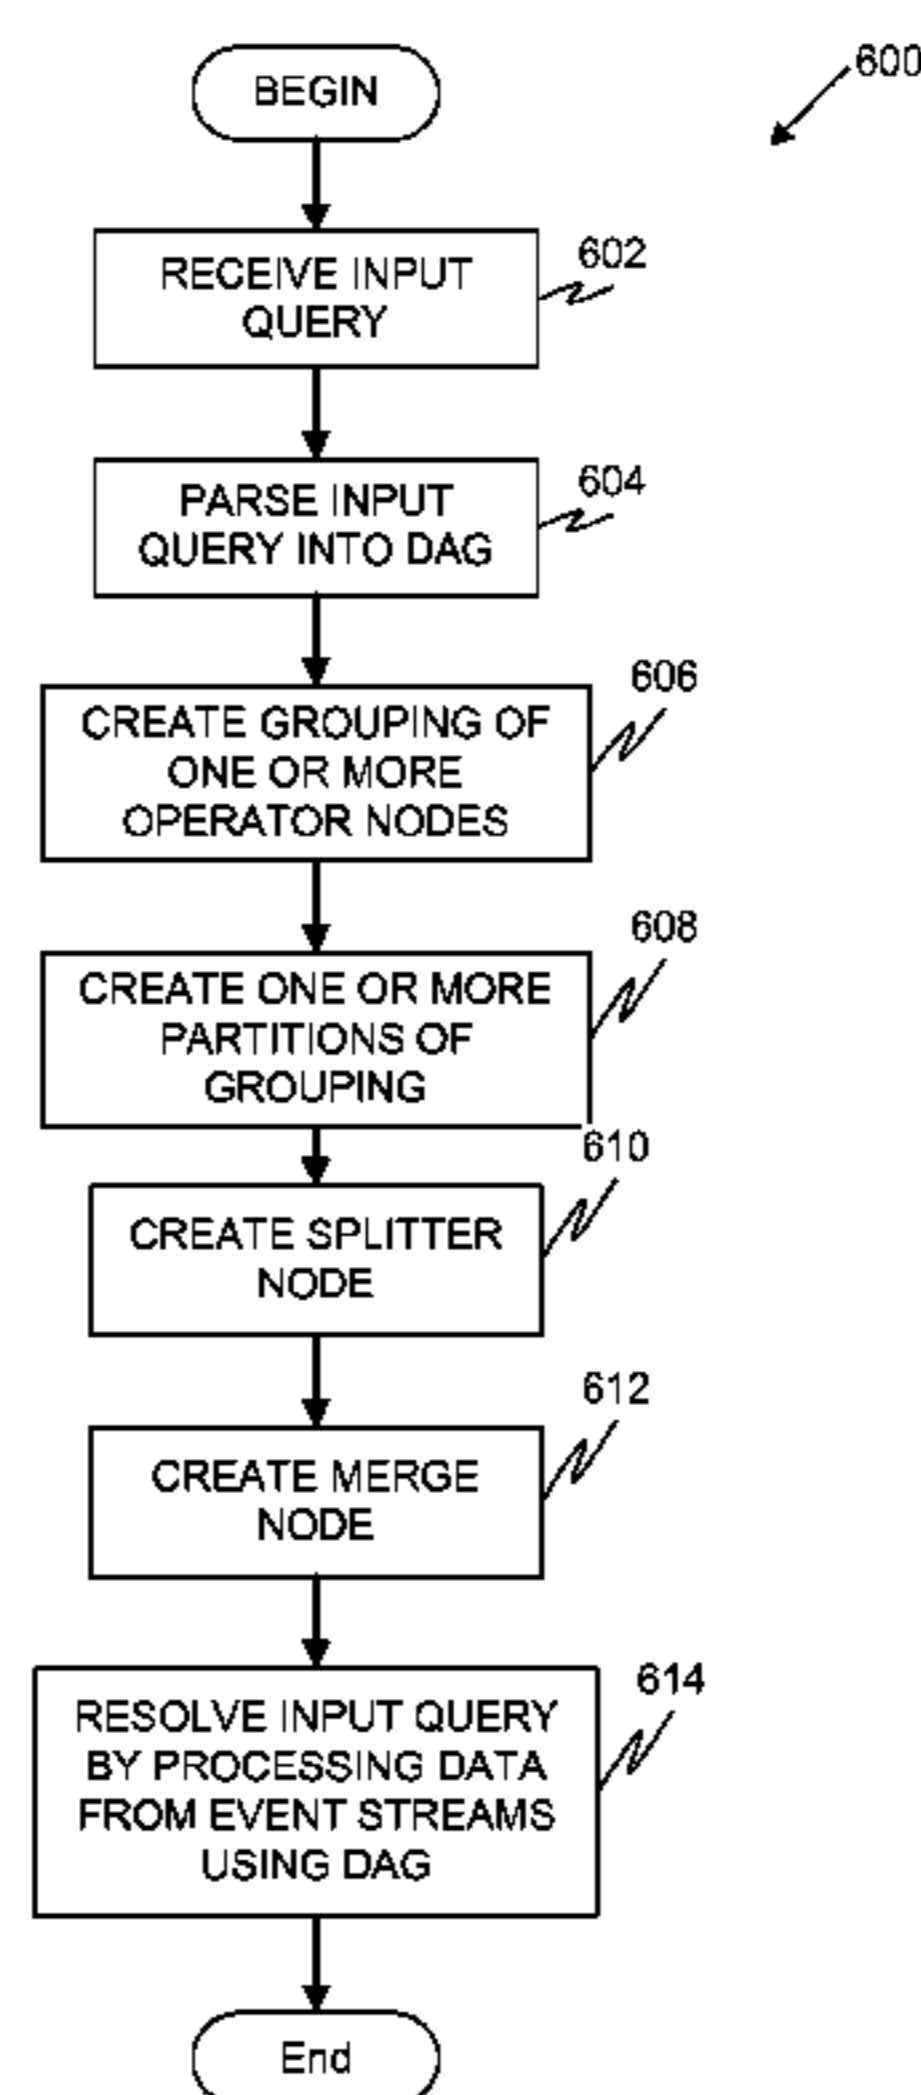 600
BEGIN
602
RECEIVE INPUT
QUERY
604
PARSE INPUT
QUERY INTO DAG
606
CREATE GROUPING OF
ONE OR MORE
OPERATOR NODES
608
CREATE ONE OR MORE
PARTITIONS OF
GROUPING
610
CREATE SPLITTER
NODE
612
CREATE MERGE
NODE
614
RESOLVE INPUT QUERY
BY PROCESSING DATA
FROM EVENT STREAMS
USING DAG
End